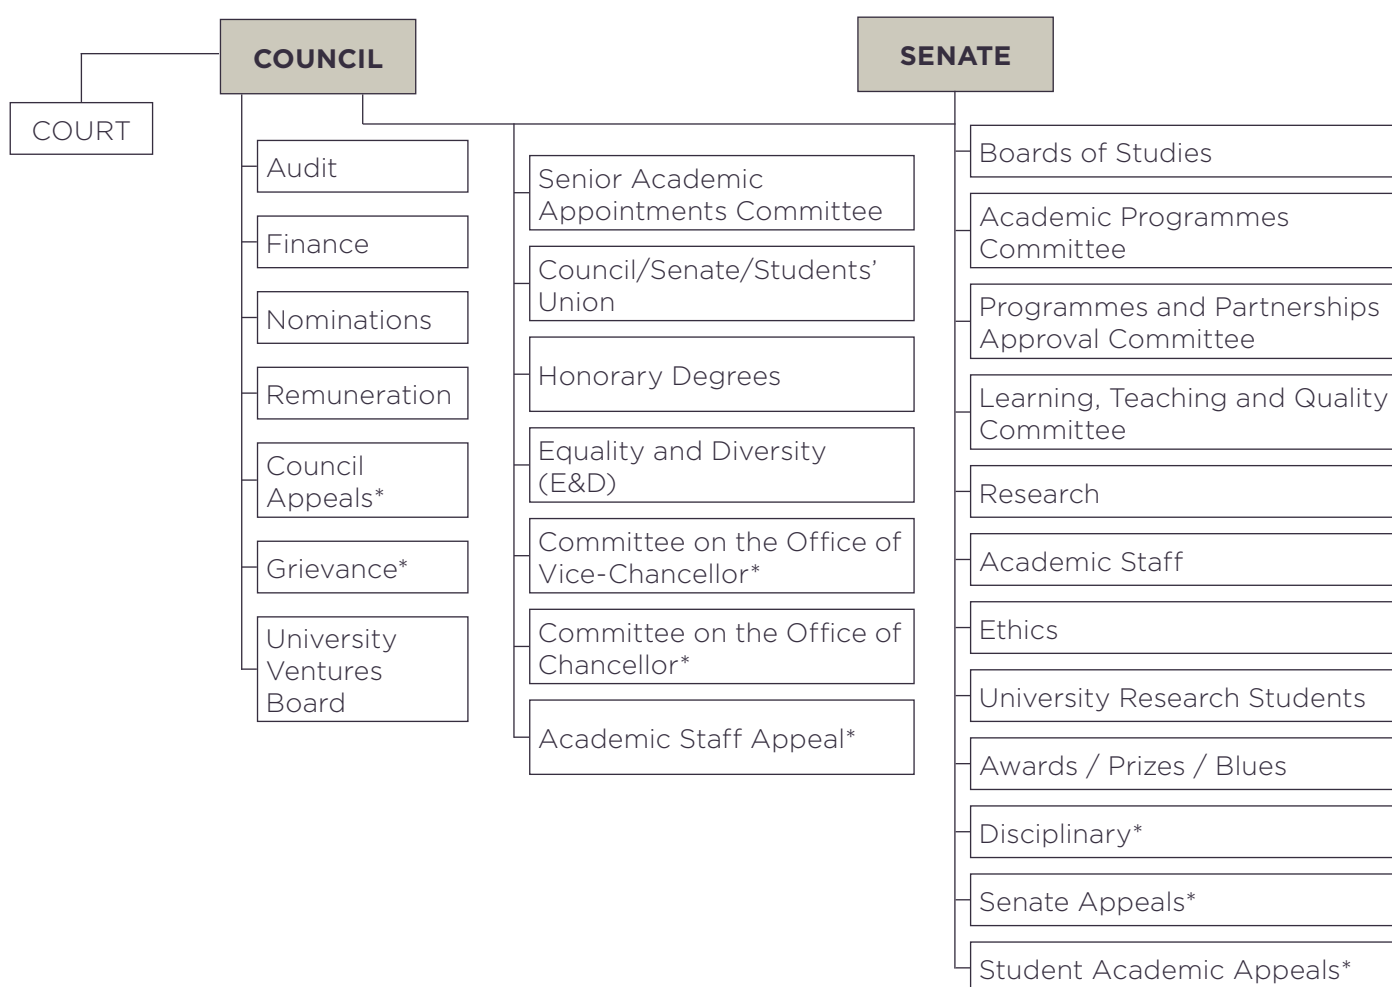 COUNCIL
SENATE
COURT
Audit
Finance
Nominations
Remuneration
Council
Appeals*
Grievance*
University
Ventures
Board
Senior Academic
Appointments Committee
Council/Senate/Students’
Union
Honorary Degrees
Equality and Diversity
(E&D)
Committee on the Office of
Vice-Chancellor*
Committee on the Office of
Chancellor*
Academic Staff Appeal*
Boards of Studies
Academic Programmes
Committee
Programmes and Partnerships
Approval Committee
Learning, Teaching and Quality
Committee
Research
Academic Staff
Ethics
University Research Students
Awards / Prizes / Blues
Disciplinary*
Senate Appeals*
Student Academic Appeals*